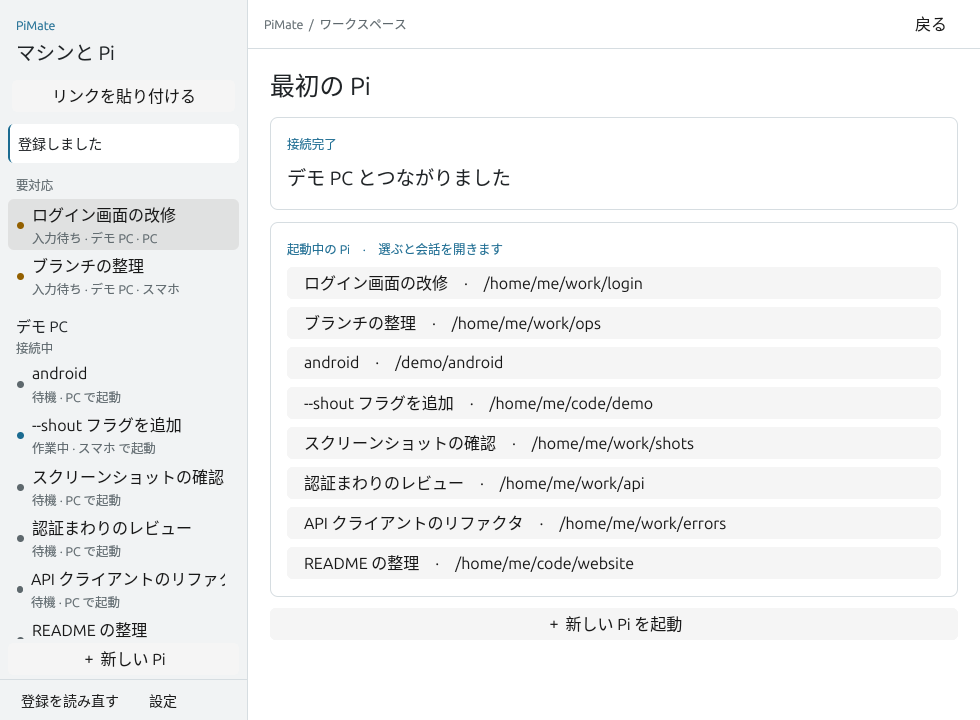 PiMate
マシンと Pi
リンクを貼り付ける
登録しました
要対応
ログイン画面の改修
入力待ち · デモ PC · PC
ブランチの整理
入力待ち · デモ PC · スマホ
デモ PC
接続中
android
待機 · PC で起動
--shout フラグを追加
作業中 · スマホ で起動
スクリーンショットの確認
待機 · PC で起動
認証まわりのレビュー
待機 · PC で起動
API クライアントのリファク
待機 · PC で起動
README の整理
+ 新しい Pi
登録を読み直す 設定
PiMate / ワークスペース
戻る
最初の Pi
接続完了
デモ PC とつながりました
起動中の Pi · 選ぶと会話を開きます
ログイン画面の改修 · /home/me/work/login
ブランチの整理 · /home/me/work/ops
android · /demo/android
--shout フラグを追加 · /home/me/code/demo
スクリーンショットの確認 · /home/me/work/shots
認証まわりのレビュー · /home/me/work/api
API クライアントのリファクタ · /home/me/work/errors
README の整理 · /home/me/code/website
+ 新しい Pi を起動